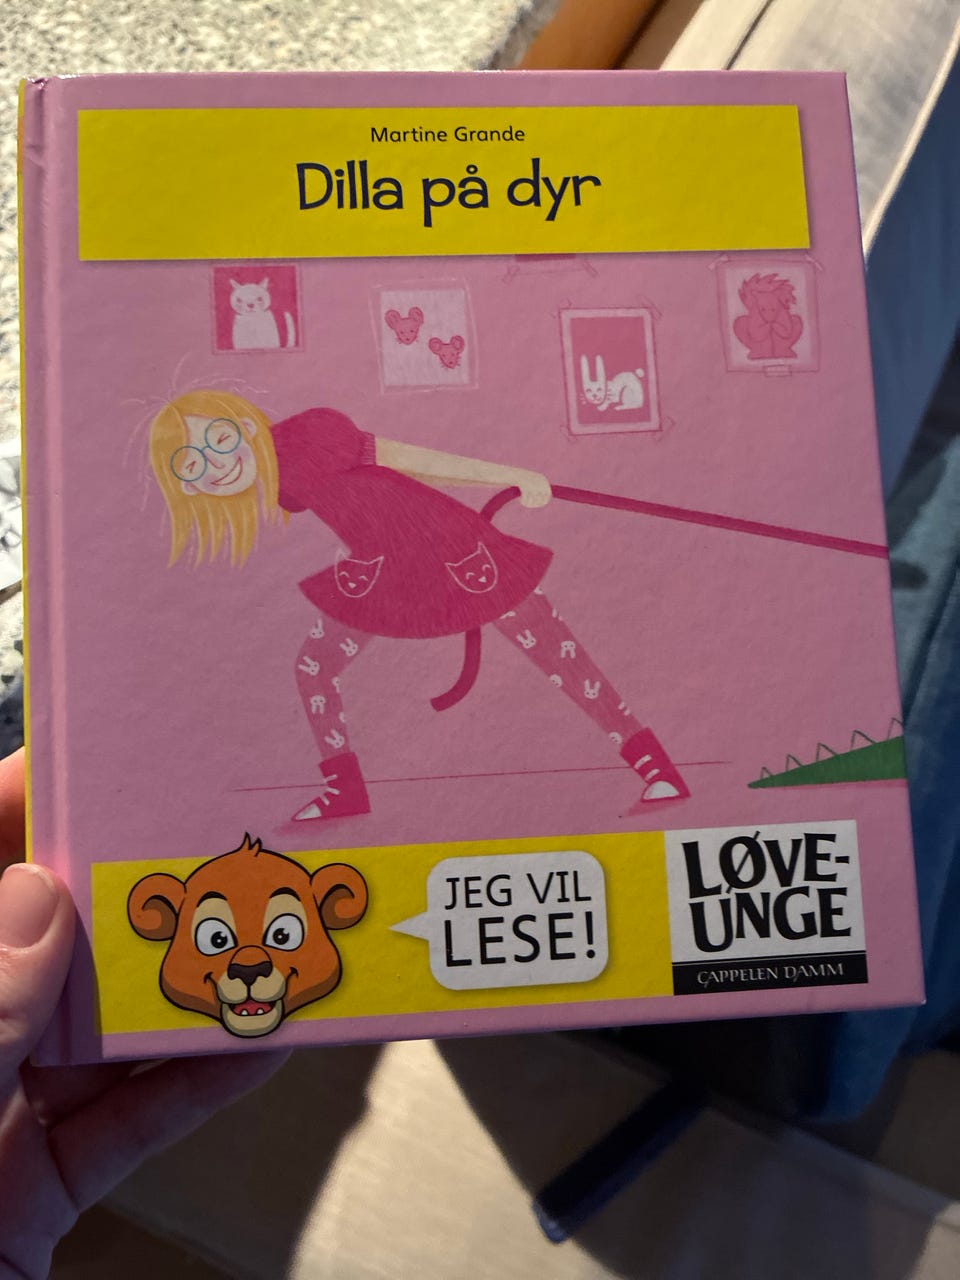 Martine Grande
Dilla på dyr
JEG VIL
LESE!
LØVE-
UNGE
CAPPELEN DAMM